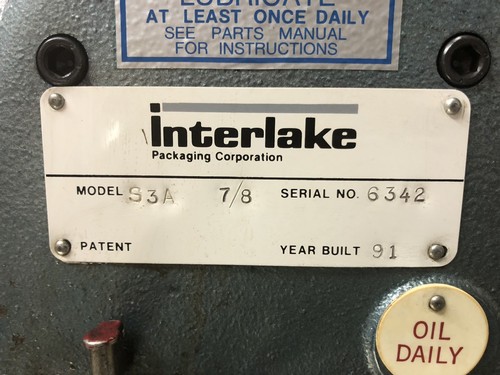 LUBRICATE
AT LEAST ONCE DAILY
SEE PARTS MANUAL
FOR INSTRUCTIONS
interlake
Packaging Corporation
MODEL S3A 7/8 SERIAL NO. 6342
PATENT YEAR BUILT 91
OIL
DAILY